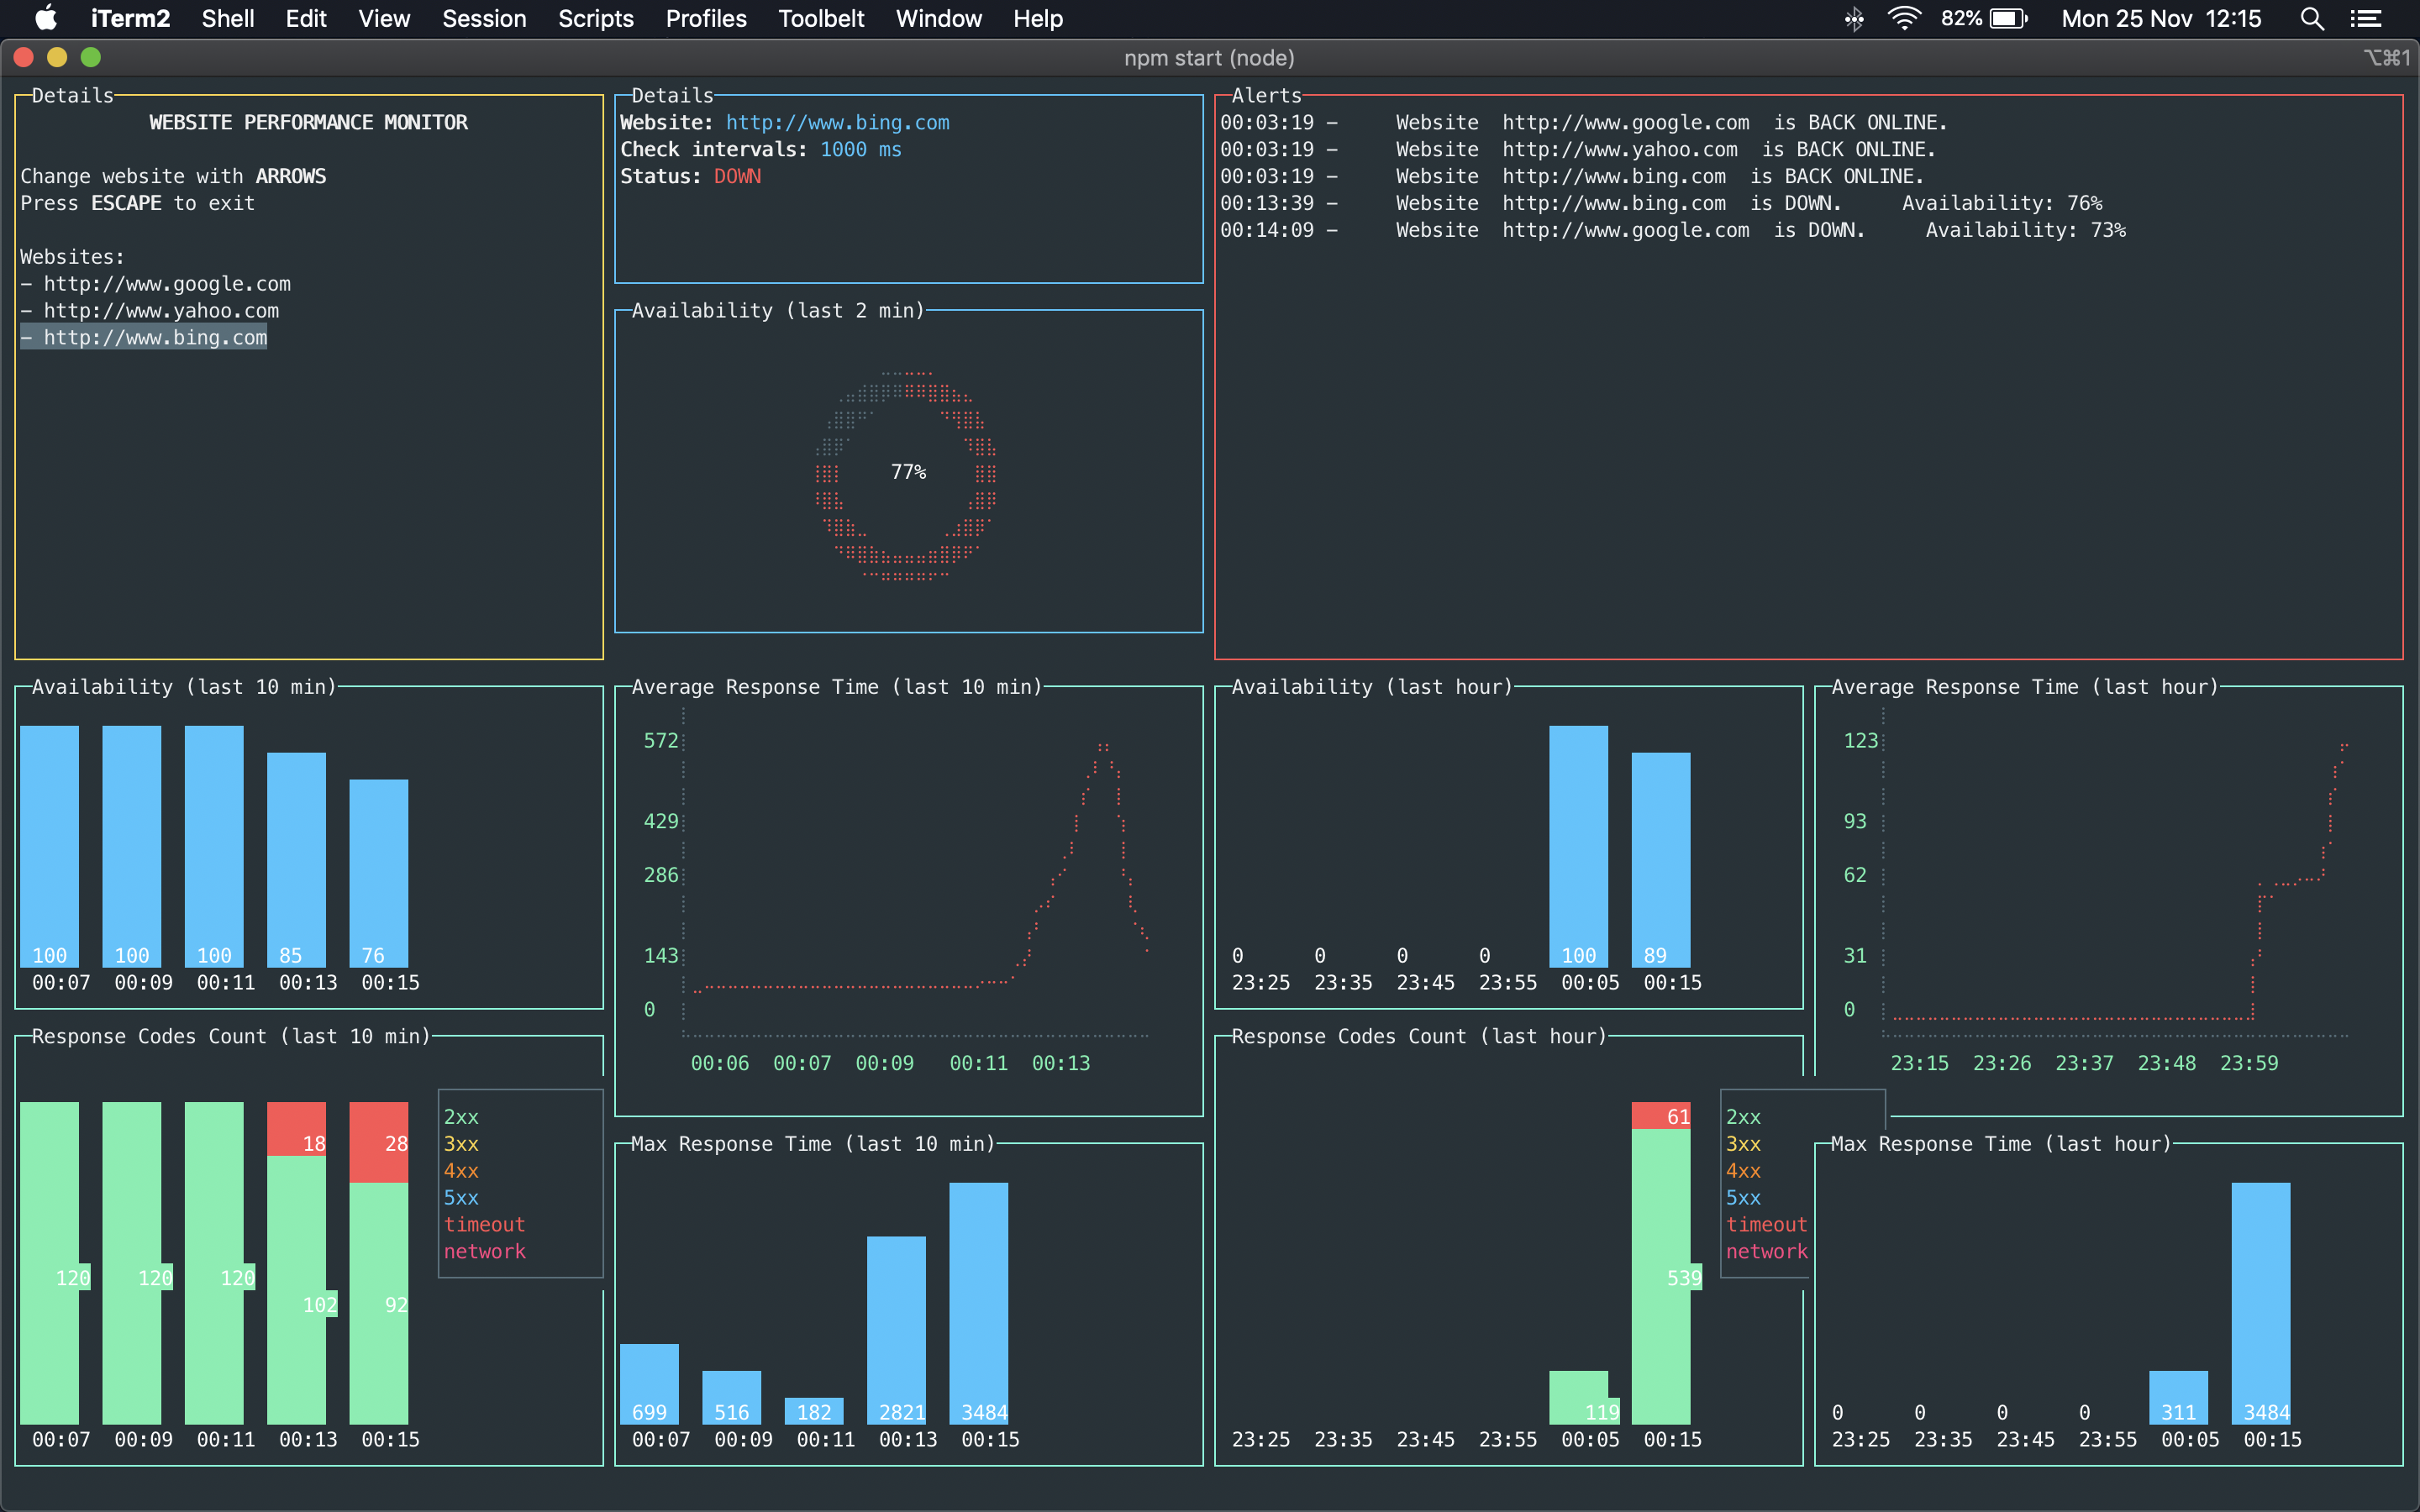 iTerm2 Shell Edit View Session Scripts Profiles Toolbelt Window Help 82% Mon 25 Nov 12:15
npm start (node) ⌥⌘1
Details
WEBSITE PERFORMANCE MONITOR
Change website with ARROWS
Press ESCAPE to exit
Websites:
- http://www.google.com
- http://www.yahoo.com
- http://www.bing.com
Details
Website: http://www.bing.com
Check intervals: 1000 ms
Status: DOWN
Availability (last 2 min)
77%
Alerts
00:03:19 - Website http://www.google.com is BACK ONLINE.
00:03:19 - Website http://www.yahoo.com is BACK ONLINE.
00:03:19 - Website http://www.bing.com is BACK ONLINE.
00:13:39 - Website http://www.bing.com is DOWN. Availability: 76%
00:14:09 - Website http://www.google.com is DOWN. Availability: 73%
Availability (last 10 min)
100 100 100 85 76
00:07 00:09 00:11 00:13 00:15
Average Response Time (last 10 min)
572
429
286
143
0
00:06 00:07 00:09 00:11 00:13
Availability (last hour)
0 0 0 0 100 89
23:25 23:35 23:45 23:55 00:05 00:15
Average Response Time (last hour)
123
93
62
31
0
23:15 23:26 23:37 23:48 23:59
Response Codes Count (last 10 min)
18 28
120 120 120
102 92
00:07 00:09 00:11 00:13 00:15
2xx
3xx
4xx
5xx
timeout
network
Max Response Time (last 10 min)
699 516 182 2821 3484
00:07 00:09 00:11 00:13 00:15
Response Codes Count (last hour)
61
539
119
23:25 23:35 23:45 23:55 00:05 00:15
2xx
3xx
4xx
5xx
timeout
network
Max Response Time (last hour)
0 0 0 0 311 3484
23:25 23:35 23:45 23:55 00:05 00:15